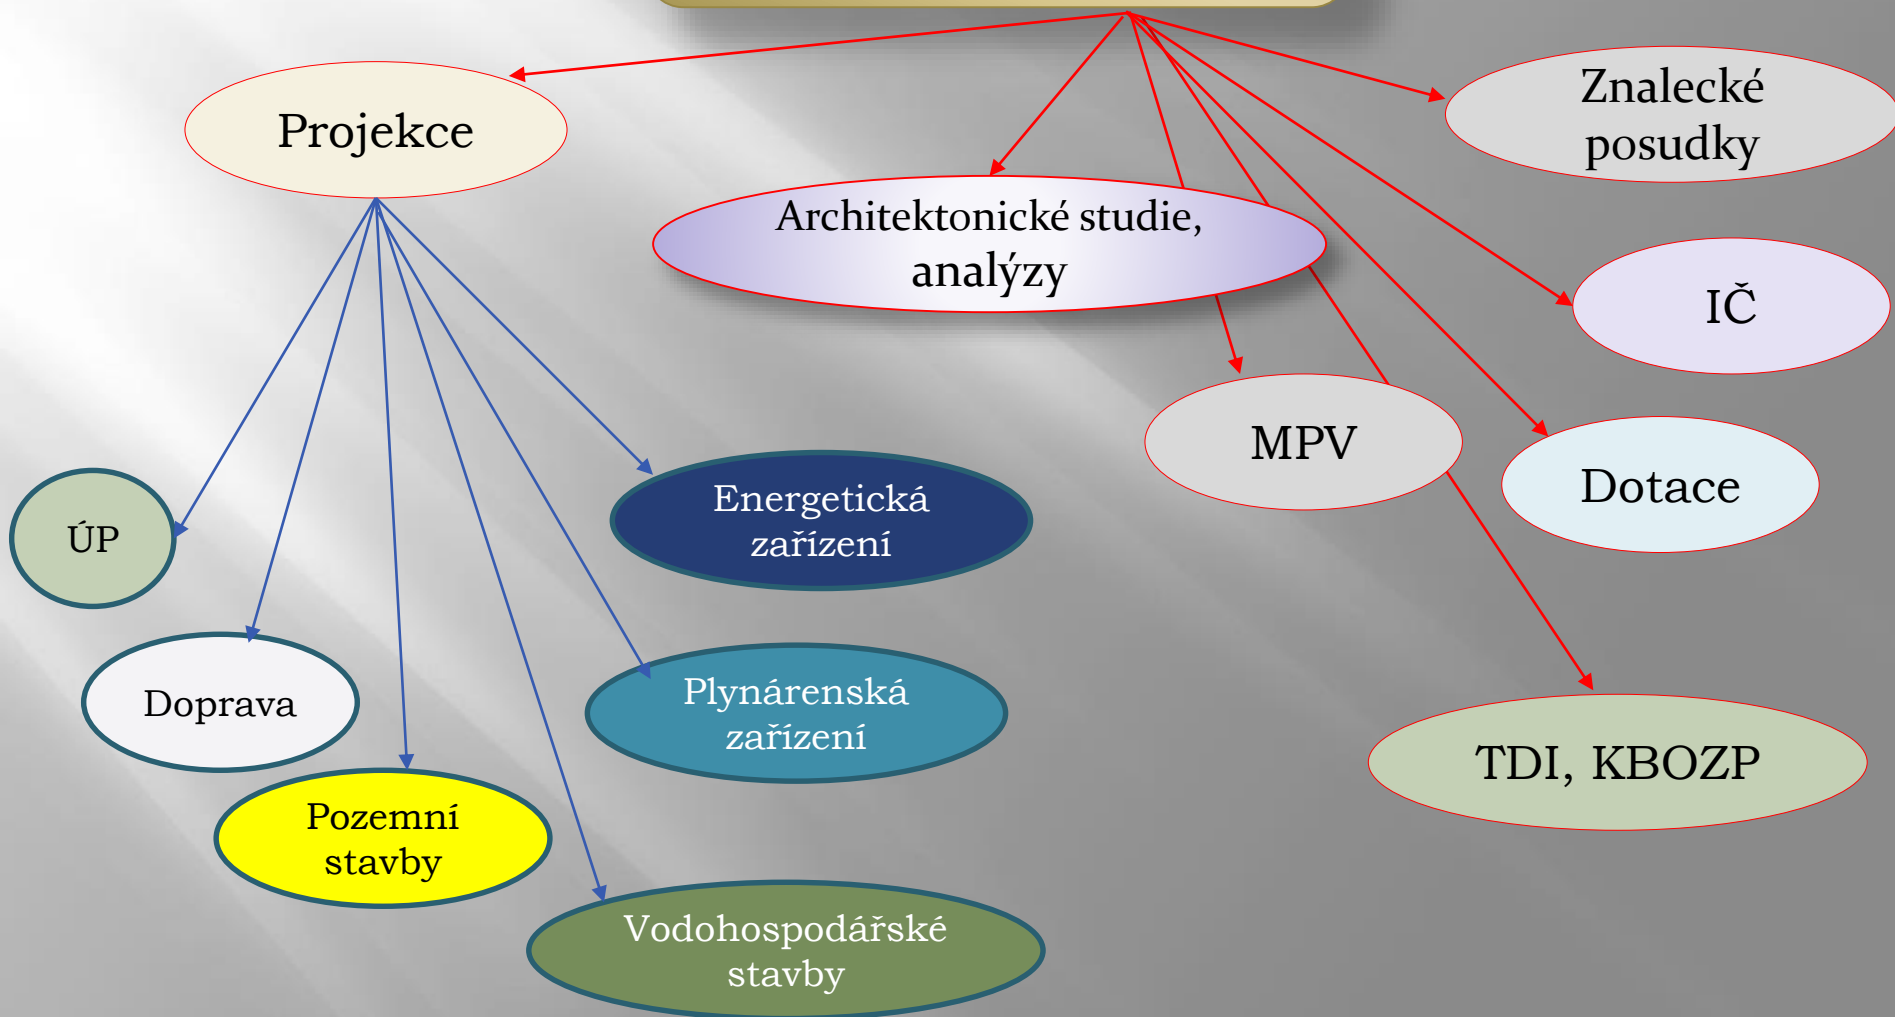 Projekce
Znalecké
posudky
Architektonické studie,
analýzy
IČ
MPV
Dotace
Energetická
zařízení
ÚP
Plynárenská
zařízení
Doprava
TDI, KBOZP
Pozemní
stavby
Vodohospodářské
stavby